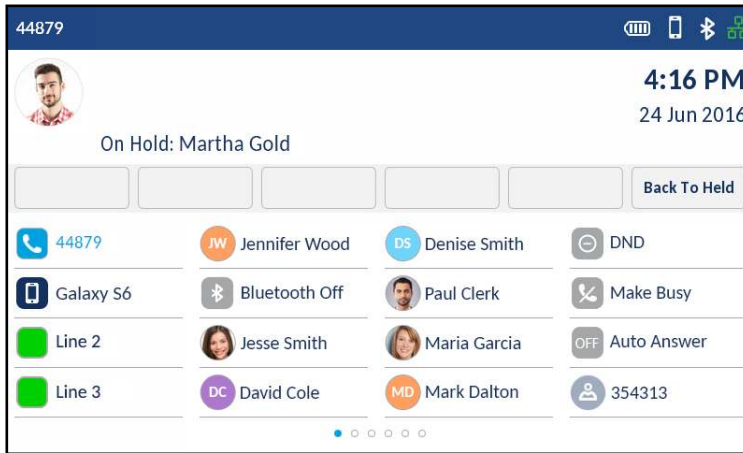 44879
4:16 PM
24 Jun 2016
On Hold: Martha Gold
Back To Held
44879
JW Jennifer Wood
DS Denise Smith
DND
Galaxy S6
Bluetooth Off
Paul Clerk
Make Busy
Line 2
Jesse Smith
Maria Garcia
OFF Auto Answer
Line 3
DC David Cole
MD Mark Dalton
354313